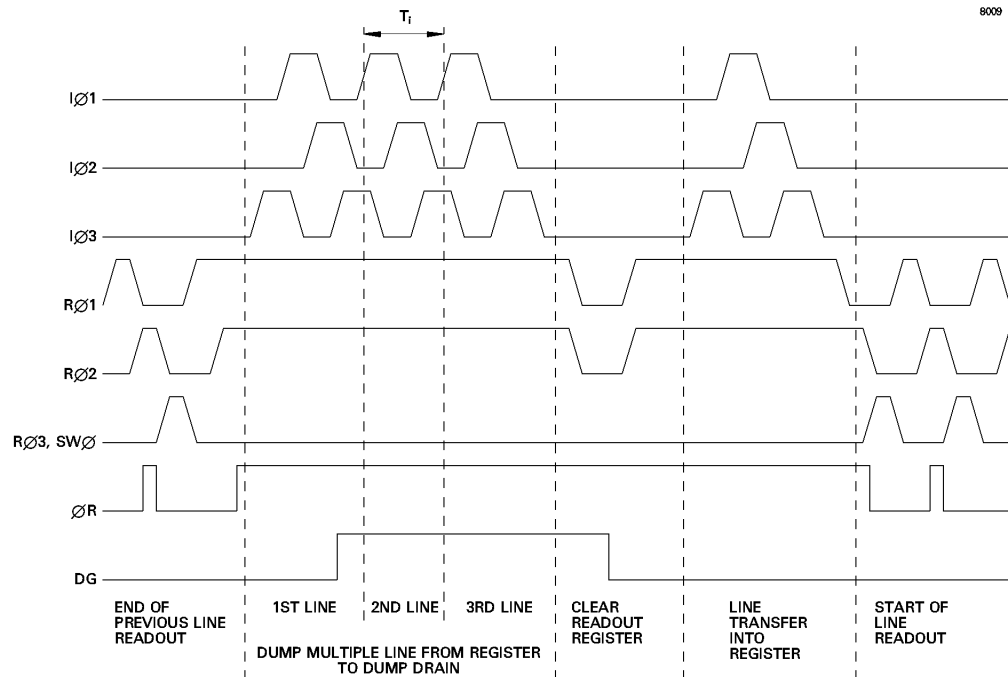 8009
Ti
IØ1
IØ2
IØ3
RØ1
RØ2
RØ3, SWØ
ØR
DG
END OF
PREVIOUS LINE
READOUT
1ST LINE
2ND LINE
3RD LINE
DUMP MULTIPLE LINE FROM REGISTER
TO DUMP DRAIN
CLEAR
READOUT
REGISTER
LINE
TRANSFER
INTO
REGISTER
START OF
LINE
READOUT